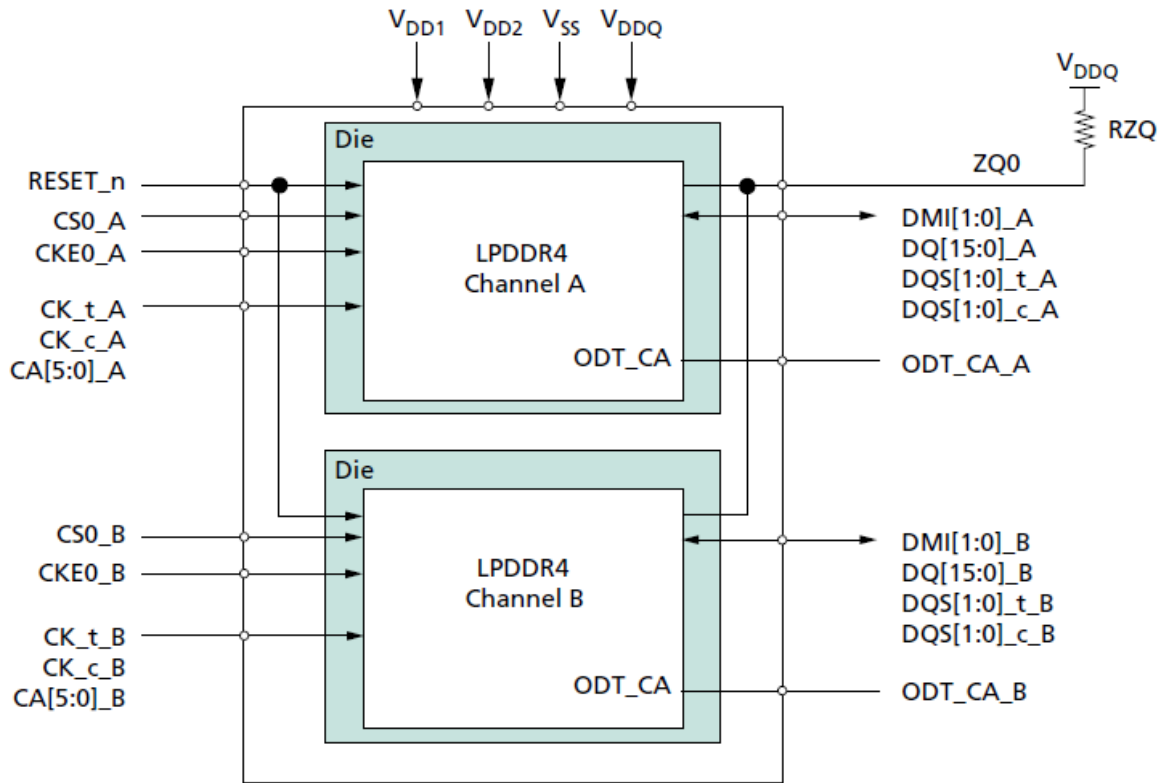 VDD1 VDD2 VSS VDDQ
VDDQ
RZQ
Die
RESET_n
ZQ0
CS0_A
DMI[1:0]_A
CKE0_A
LPDDR4
DQ[15:0]_A
Channel A
DQS[1:0]_t_A
CK_t_A
DQS[1:0]_c_A
CK_c_A
ODT_CA
ODT_CA_A
CA[5:0]_A
Die
CS0_B
DMI[1:0]_B
CKE0_B
LPDDR4
DQ[15:0]_B
Channel B
DQS[1:0]_t_B
CK_t_B
DQS[1:0]_c_B
CK_c_B
ODT_CA
ODT_CA_B
CA[5:0]_B